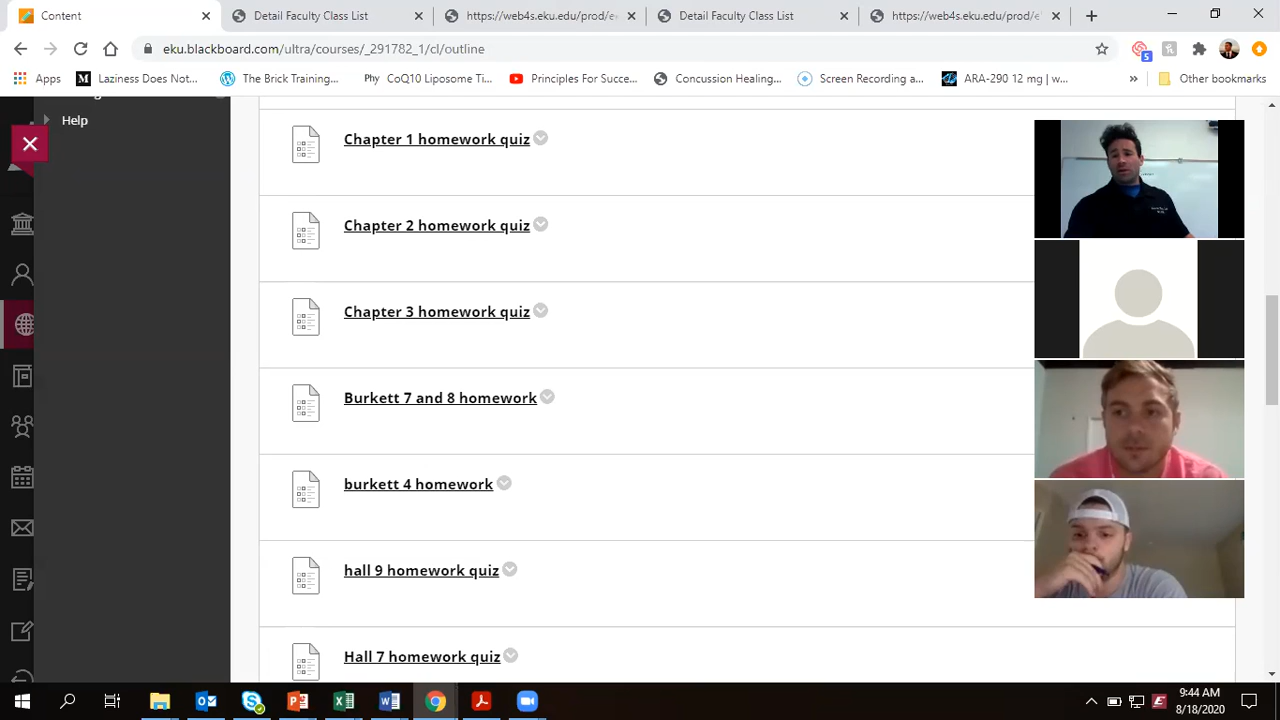 Content
Detail Faculty Class List
https://web4s.eku.edu/prod/e
Detail Faculty Class List
https://web4s.eku.edu/prod/e
eku.blackboard.com/ultra/courses/_291782_1/cl/outline
5
Apps
Laziness Does Not...
The Brick Training...
Phy CoQ10 Liposome Ti...
Principles For Succe...
Concussion Healing...
Screen Recording a...
ARA-290 12 mg | w...
Other bookmarks
Help
Chapter 1 homework quiz
Chapter 2 homework quiz
Chapter 3 homework quiz
Burkett 7 and 8 homework
burkett 4 homework
hall 9 homework quiz
Hall 7 homework quiz
9:44 AM
8/18/2020